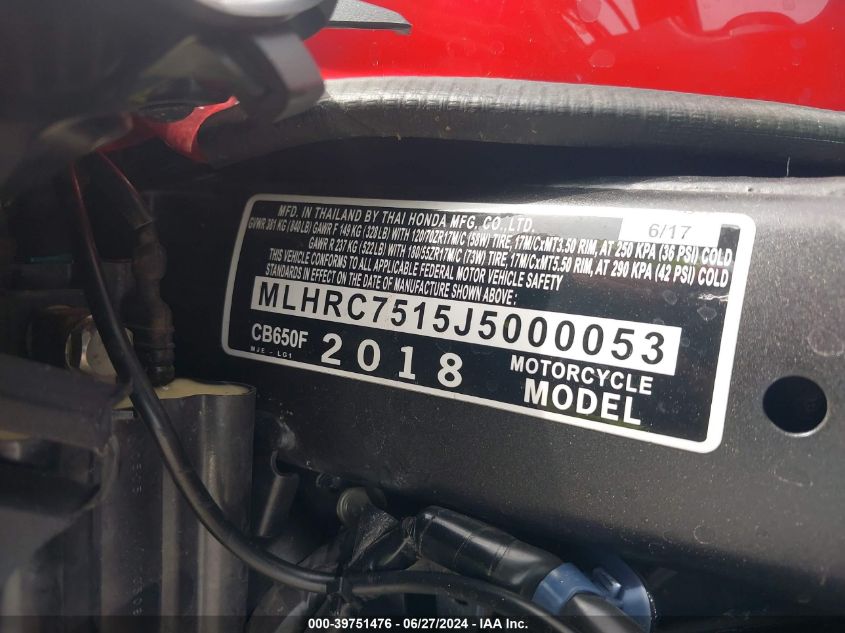 MFD. IN THAILAND BY THAI HONDA MFG. CO., LTD. 6/17
GVWR 381 KG (840 LB) GAWR F 149 KG (328 LB) WITH 120/70ZR17M/C (58W) TIRE, 17M/CxMT3.50 RIM, AT 250 KPA (36 PSI) COLD
GAWR R 237 KG (522 LB) WITH 180/55ZR17M/C (73W) TIRE, 17M/CxMT5.50 RIM, AT 290 KPA (42 PSI) COLD
THIS VEHICLE CONFORMS TO ALL APPLICABLE FEDERAL MOTOR VEHICLE SAFETY
STANDARDS IN EFFECT ON THE DATE OF MANUFACTURE SHOWN ABOVE:
MLHRC7515J5000053
CB650F 2018 MOTORCYCLE
MJE - LG1 MODEL
000-39751476 - 06/27/2024 - IAA Inc.